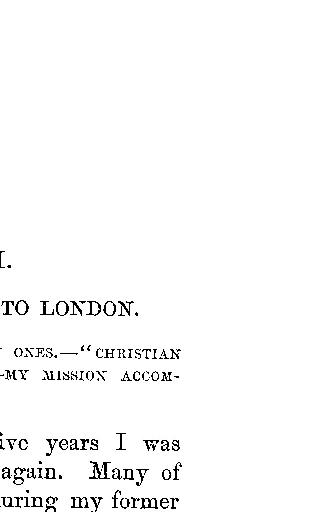 I.
TO LONDON.
ONES.—"CHRISTIAN
-MY MISSION ACCOM-
ive years I was
again. Many of
uring my former